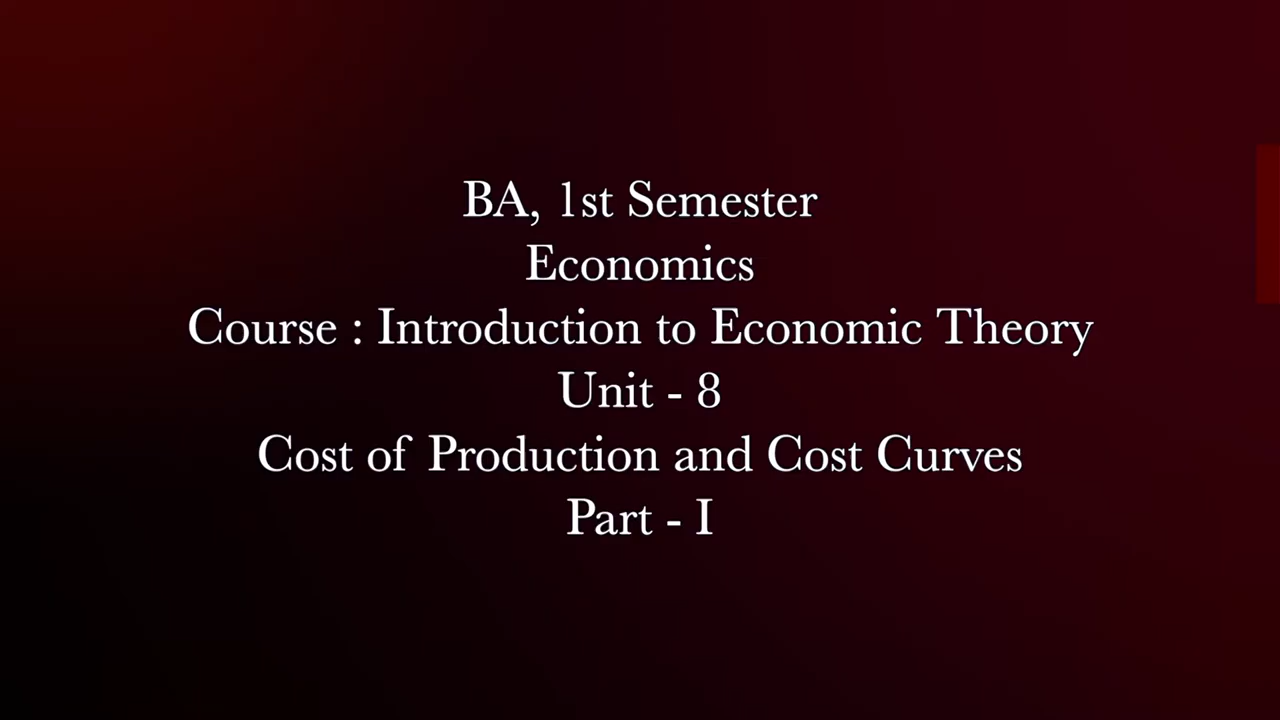 BA, 1st Semester
Economics
Course : Introduction to Economic Theory
Unit - 8
Cost of Production and Cost Curves
Part - I